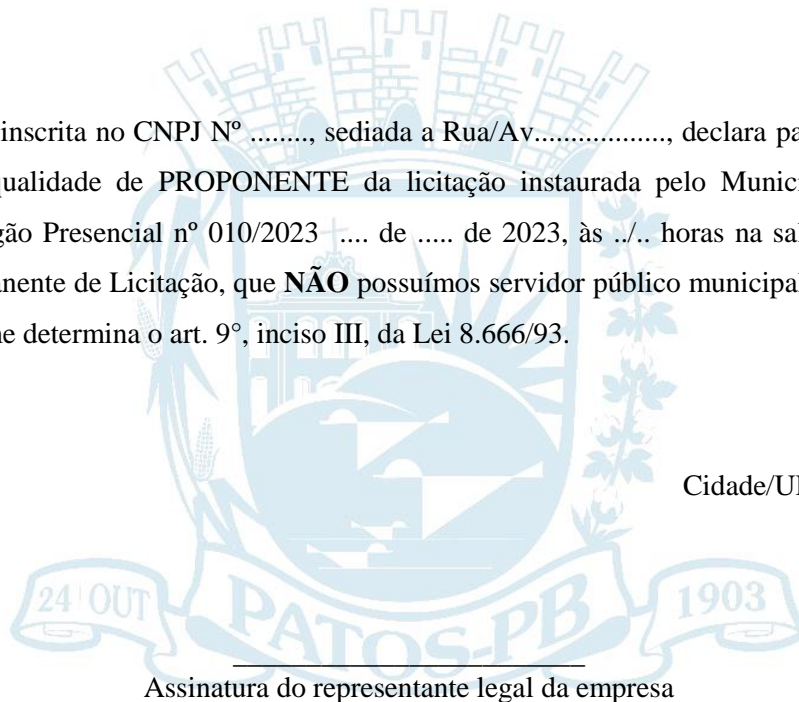 inscrita no CNPJ Nº ........, sediada a Rua/Av..................., declara pa
qualidade de PROPONENTE da licitação instaurada pelo Munici
gão Presencial nº 010/2023 .... de ..... de 2023, às ../.. horas na sal
anente de Licitação, que NÃO possuímos servidor público municipal
ne determina o art. 9°, inciso III, da Lei 8.666/93.
Cidade/U
24 OUT
PATOS-PB
1903
Assinatura do representante legal da empresa